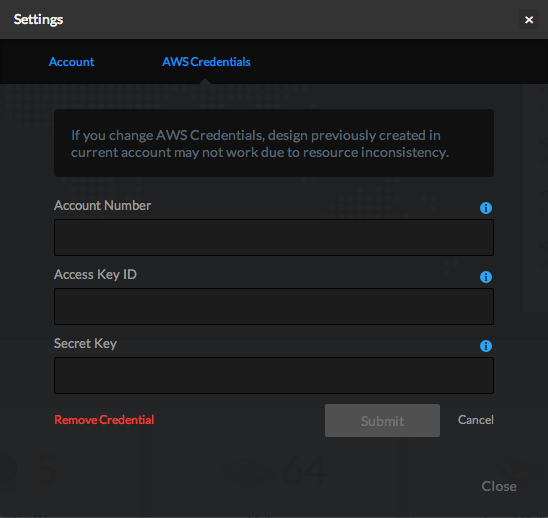 Settings
×
Account
AWS Credentials
If you change AWS Credentials, design previously created in
current account may not work due to resource inconsistency.
Account Number
Access Key ID
Secret Key
Remove Credential
Submit
Cancel
5
64
Close